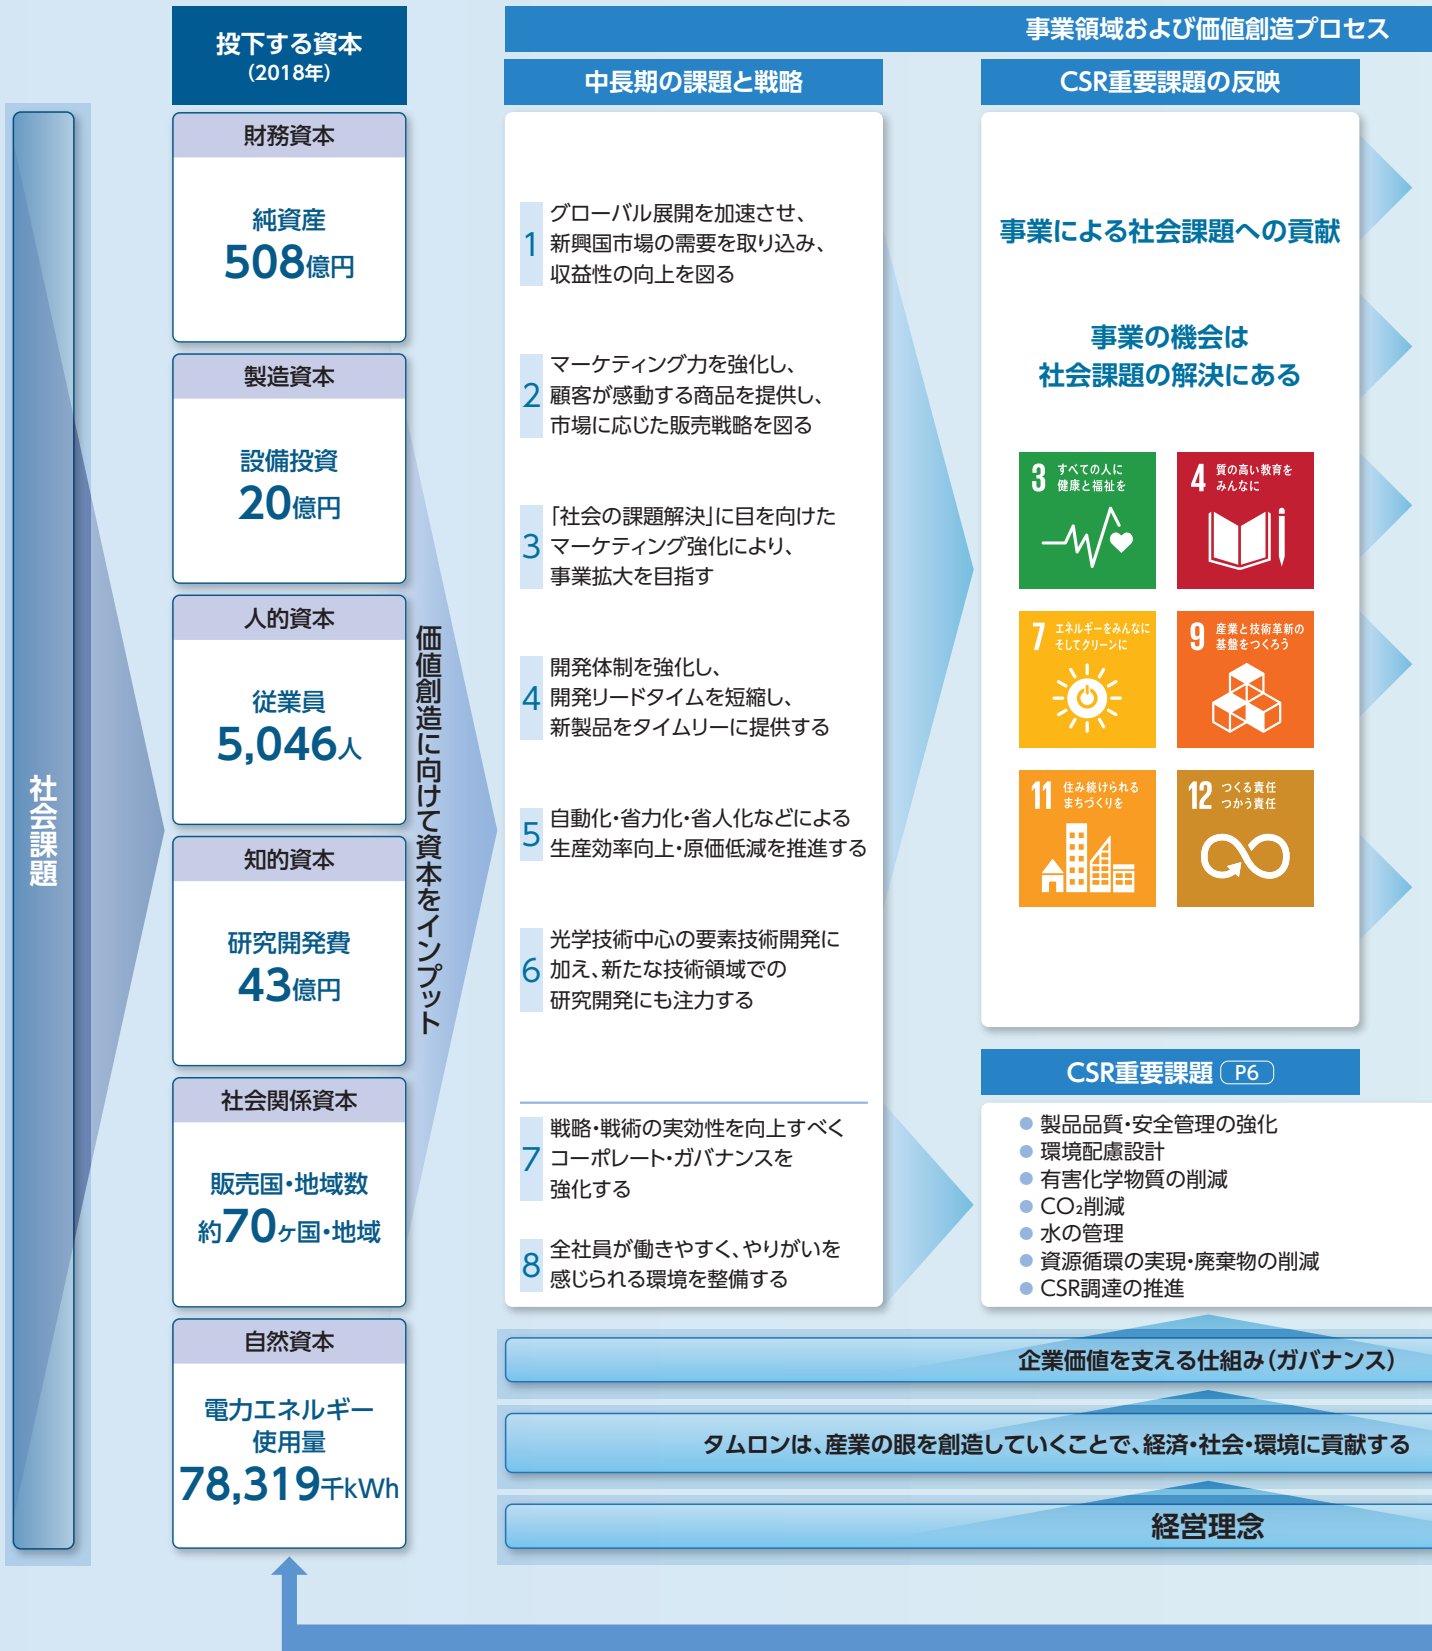 社会課題
投下する資本
(2018年)
財務資本
純資産
508億円
製造資本
設備投資
20億円
人的資本
従業員
5,046人
知的資本
研究開発費
43億円
社会関係資本
販売国・地域数
約70ヶ国・地域
自然資本
電力エネルギー
使用量
78,319千kWh
価値創造に向けて資本をインプット
事業領域および価値創造プロセス
中長期の課題と戦略
1
グローバル展開を加速させ、
新興国市場の需要を取り込み、
収益性の向上を図る
2
マーケティング力を強化し、
顧客が感動する商品を提供し、
市場に応じた販売戦略を図る
3
「社会の課題解決」に目を向けた
マーケティング強化により、
事業拡大を目指す
4
開発体制を強化し、
開発リードタイムを短縮し、
新製品をタイムリーに提供する
5
自動化・省力化・省人化などによる
生産効率向上・原価低減を推進する
6
光学技術中心の要素技術開発に
加え、新たな技術領域での
研究開発にも注力する
7
戦略・戦術の実効性を向上すべく
コーポレート・ガバナンスを
強化する
8
全社員が働きやすく、やりがいを
感じられる環境を整備する
CSR重要課題の反映
事業による社会課題への貢献
事業の機会は
社会課題の解決にある
3 すべての人に
健康と福祉を
4 質の高い教育を
みんなに
7 エネルギーをみんなに
そしてクリーンに
9 産業と技術革新の
基盤をつくろう
11 住み続けられる
まちづくりを
12 つくる責任
つかう責任
CSR重要課題 P6
● 製品品質・安全管理の強化
● 環境配慮設計
● 有害化学物質の削減
● CO₂削減
● 水の管理
● 資源循環の実現・廃棄物の削減
● CSR調達の推進
企業価値を支える仕組み（ガバナンス）
タムロンは、産業の眼を創造していくことで、経済・社会・環境に貢献する
経営理念